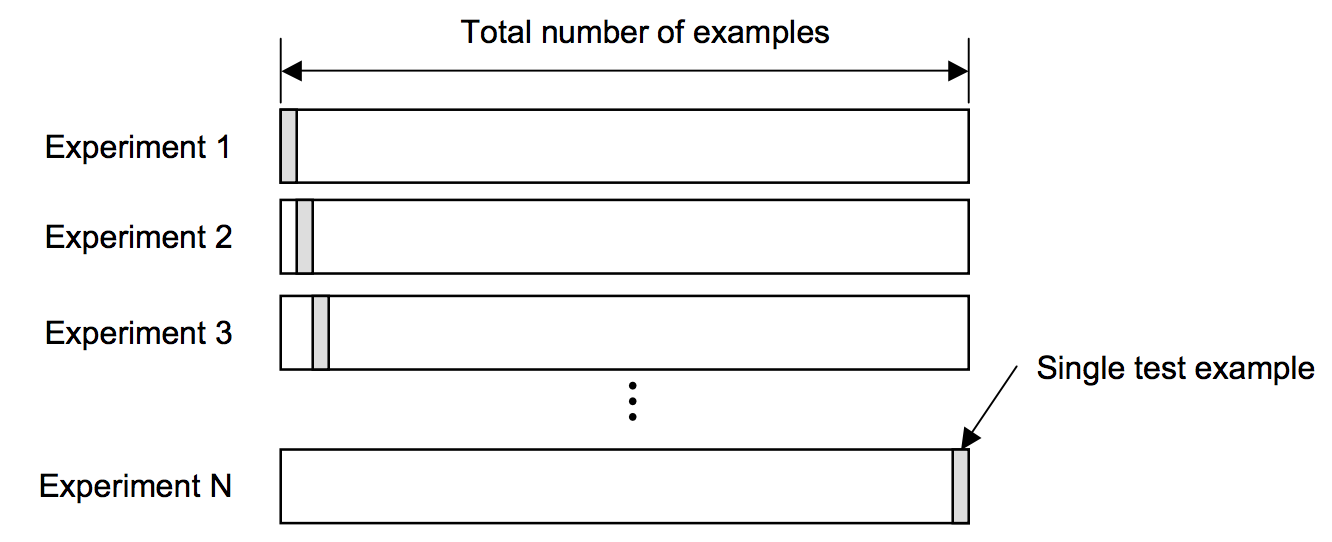 Total number of examples
Experiment 1
Experiment 2
Experiment 3
Single test example
Experiment N